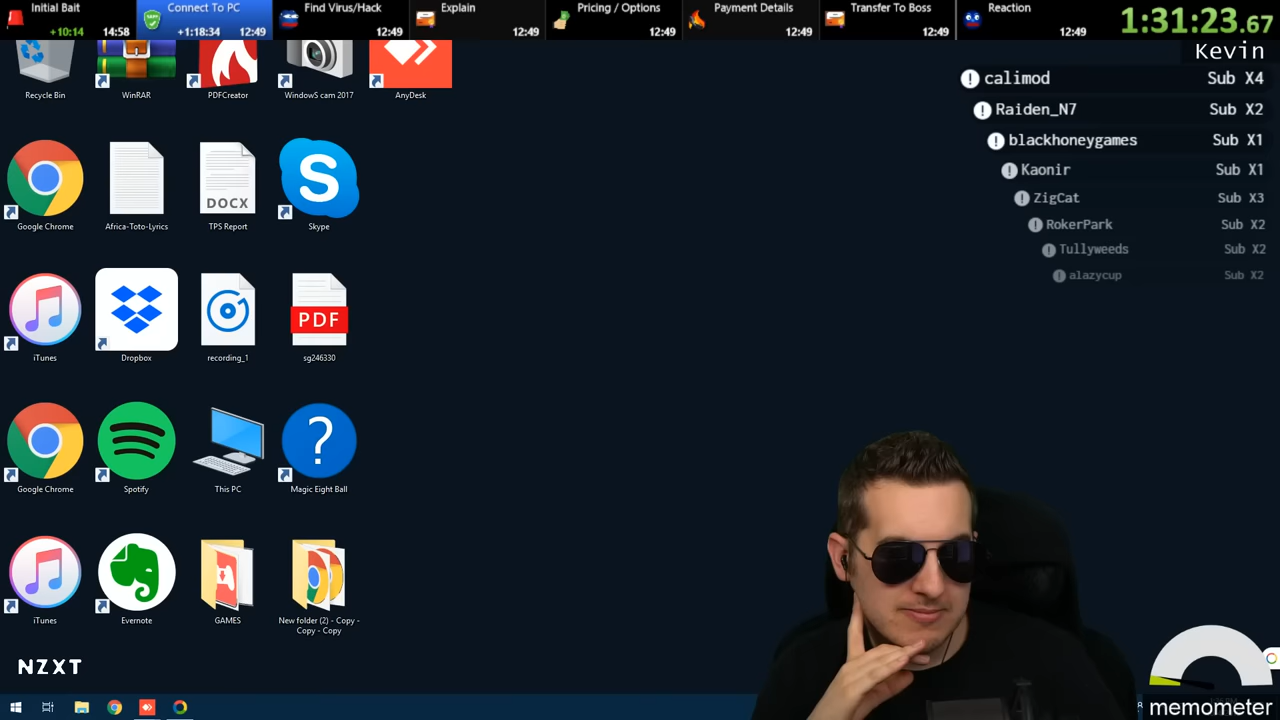 Initial Bait
+10:14 14:58
Connect To PC
+1:18:34 12:49
Find Virus/Hack
12:49
Explain
12:49
Pricing / Options
12:49
Payment Details
12:49
Transfer To Boss
12:49
Reaction
12:49
1:31:23.67
Kevin
calimod Sub X4
Raiden_N7 Sub X2
blackhoneygames Sub X1
Kaonir Sub X1
ZigCat Sub X3
RokerPark Sub X2
Tullyweeds Sub X2
alazycup Sub X2
Recycle Bin
WinRAR
PDFCreator
WindowS cam 2017
AnyDesk
DOCX
S
Google Chrome
Africa-Toto-Lyrics
TPS Report
Skype
PDF
iTunes
Dropbox
recording_1
sg246330
?
Google Chrome
Spotify
This PC
Magic Eight Ball
iTunes
Evernote
GAMES
New folder (2) - Copy -
Copy - Copy
NZXT
memometer